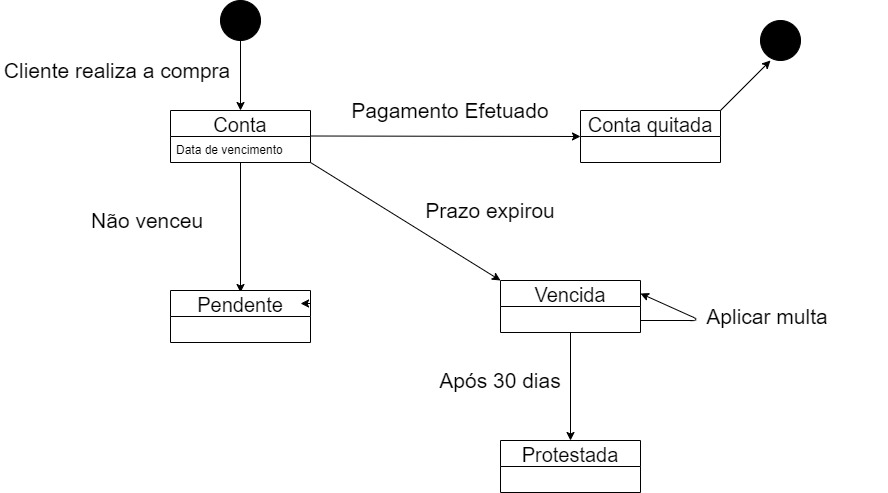 Cliente realiza a compra
Conta
Data de vencimento
Pagamento Efetuado
Conta quitada
Não venceu
Prazo expirou
Pendente
Vencida
Aplicar multa
Após 30 dias
Protestada